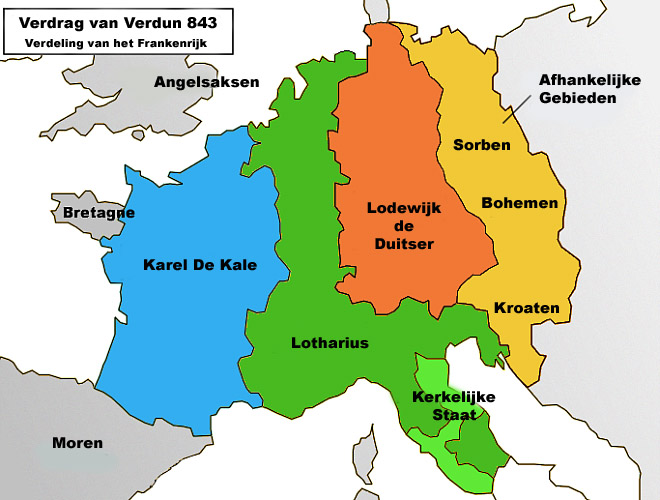 Verdrag van Verdun 843
Verdeling van het Frankenrijk
Angelsaksen
Afhankelijke
Gebieden
Sorben
Bohemen
Bretagne
Lodewijk
de
Duitser
Karel De Kale
Kroaten
Lotharius
Kerkelijke
Staat
Moren